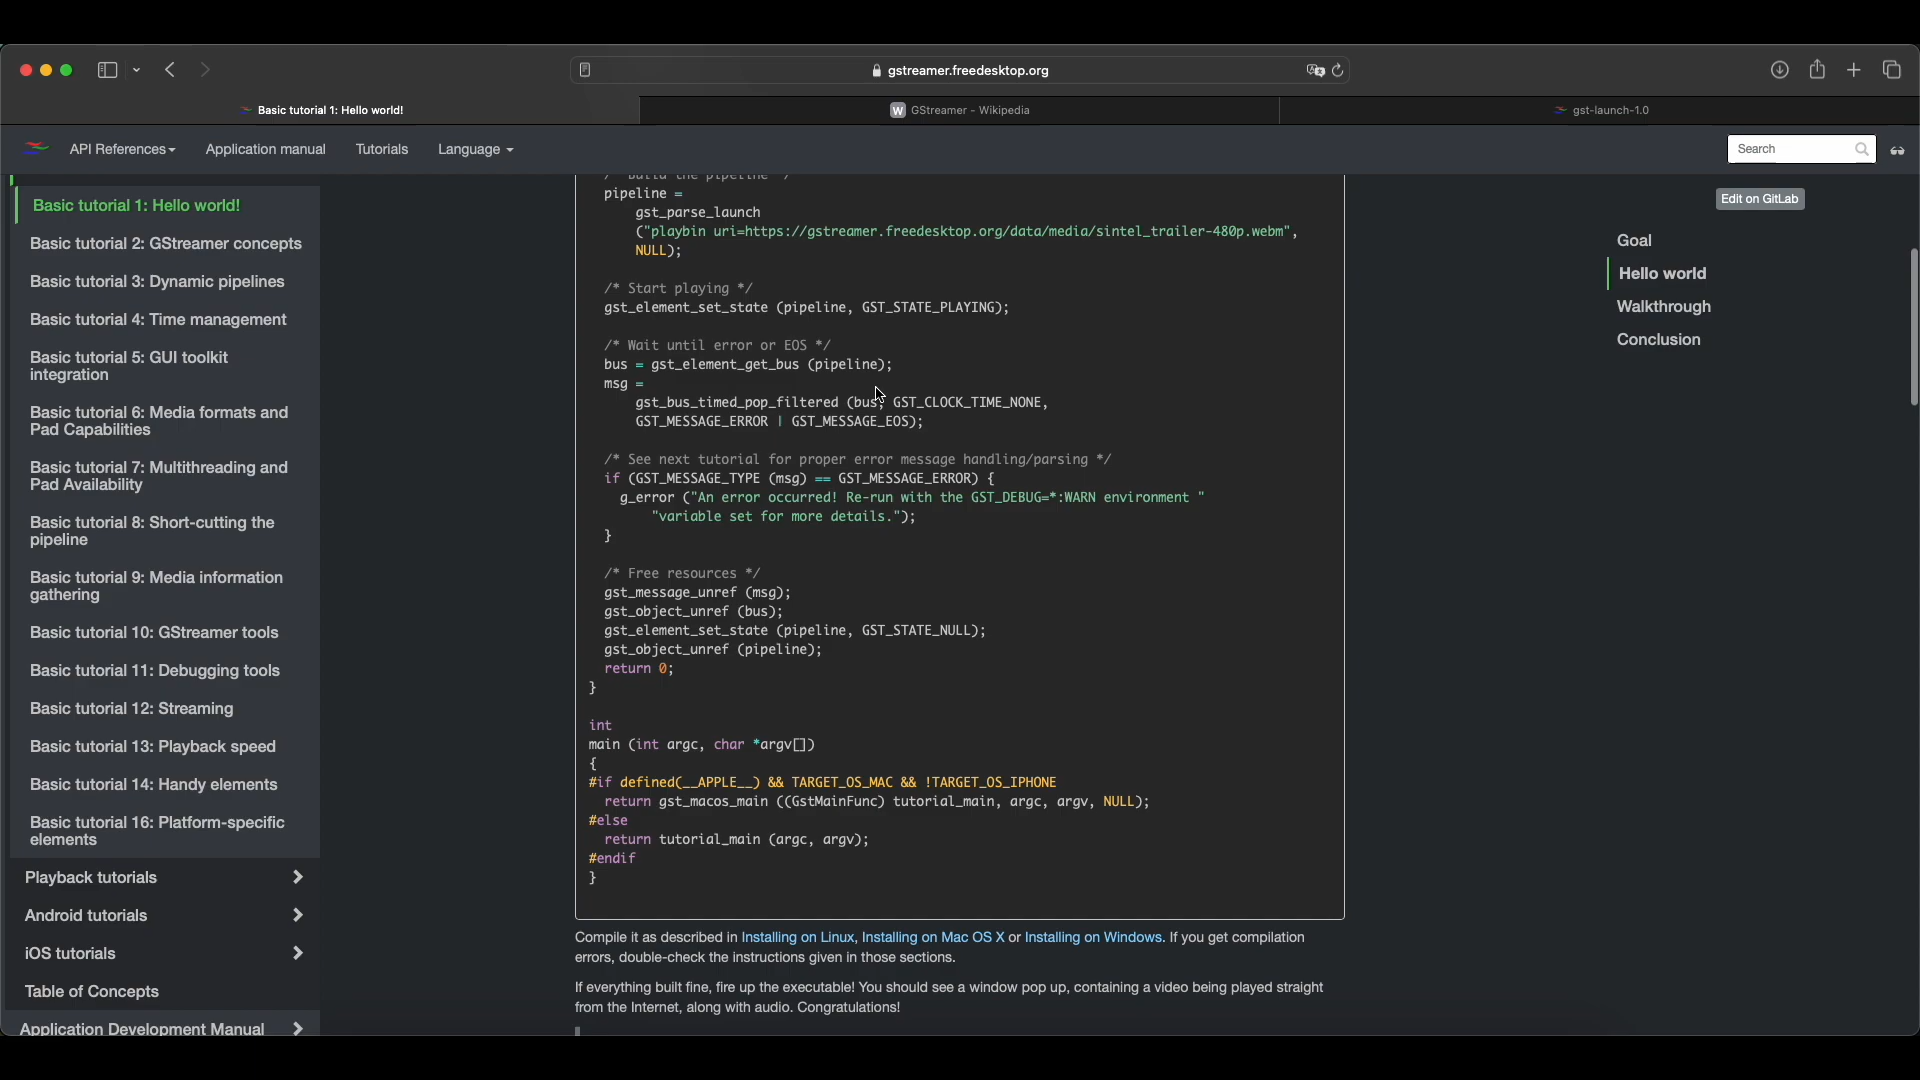 gstreamer.freedesktop.org
Basic tutorial 1: Hello world!
W GStreamer - Wikipedia
gst-launch-1.0
API References
Application manual
Tutorials
Language
Search
Basic tutorial 1: Hello world!
Basic tutorial 2: GStreamer concepts
Basic tutorial 3: Dynamic pipelines
Basic tutorial 4: Time management
Basic tutorial 5: GUI toolkit
integration
Basic tutorial 6: Media formats and
Pad Capabilities
Basic tutorial 7: Multithreading and
Pad Availability
Basic tutorial 8: Short-cutting the
pipeline
Basic tutorial 9: Media information
gathering
Basic tutorial 10: GStreamer tools
Basic tutorial 11: Debugging tools
Basic tutorial 12: Streaming
Basic tutorial 13: Playback speed
Basic tutorial 14: Handy elements
Basic tutorial 16: Platform-specific
elements
Playback tutorials
Android tutorials
iOS tutorials
Table of Concepts
Application Development Manual
/* Build the pipeline */
pipeline =
gst_parse_launch
("playbin uri=https://gstreamer.freedesktop.org/data/media/sintel_trailer-480p.webm",
NULL);
/* Start playing */
gst_element_set_state (pipeline, GST_STATE_PLAYING);
/* Wait until error or EOS */
bus = gst_element_get_bus (pipeline);
msg =
gst_bus_timed_pop_filtered (bus, GST_CLOCK_TIME_NONE,
GST_MESSAGE_ERROR | GST_MESSAGE_EOS);
/* See next tutorial for proper error message handling/parsing */
if (GST_MESSAGE_TYPE (msg) == GST_MESSAGE_ERROR) {
g_error ("An error occurred! Re-run with the GST_DEBUG=*:WARN environment "
"variable set for more details.");
}
/* Free resources */
gst_message_unref (msg);
gst_object_unref (bus);
gst_element_set_state (pipeline, GST_STATE_NULL);
gst_object_unref (pipeline);
return 0;
}
int
main (int argc, char *argv[])
{
#if defined(__APPLE__) && TARGET_OS_MAC && !TARGET_OS_IPHONE
return gst_macos_main ((GstMainFunc) tutorial_main, argc, argv, NULL);
#else
return tutorial_main (argc, argv);
#endif
}
Compile it as described in Installing on Linux, Installing on Mac OS X or Installing on Windows. If you get compilation
errors, double-check the instructions given in those sections.
If everything built fine, fire up the executable! You should see a window pop up, containing a video being played straight
from the Internet, along with audio. Congratulations!
Edit on GitLab
Goal
Hello world
Walkthrough
Conclusion